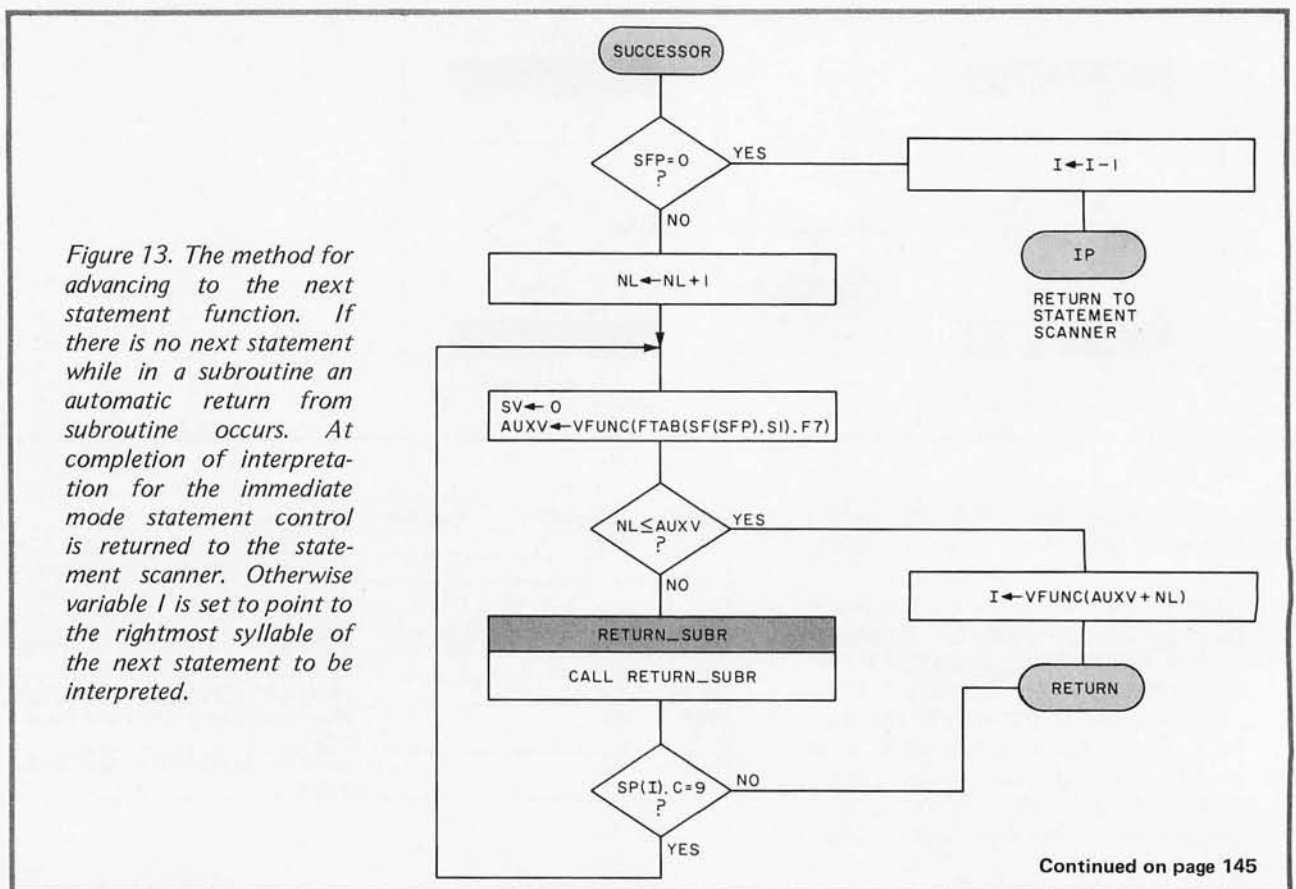 SUCCESSOR
SFP=0
?
YES
NO
I←I-1
IP
RETURN TO
STATEMENT
SCANNER
NL←NL+1
SV←0
AUXV←VFUNC(FTAB(SF(SFP).SI).F7)
NL≤AUXV
?
YES
NO
I←VFUNC(AUXV+NL)
RETURN_SUBR
CALL RETURN_SUBR
RETURN
SP(I).C=9
?
NO
YES
Figure 13. The method for
advancing to the next
statement function. If
there is no next statement
while in a subroutine an
automatic return from
subroutine occurs. At
completion of interpreta-
tion for the immediate
mode statement control
is returned to the state-
ment scanner. Otherwise
variable I is set to point to
the rightmost syllable of
the next statement to be
interpreted.
Continued on page 145